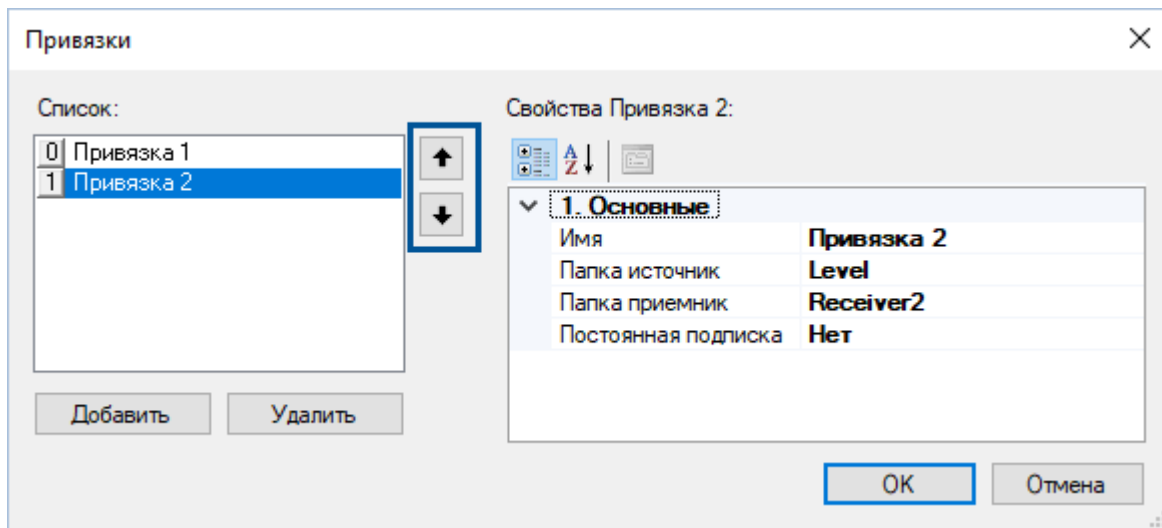 Привязки
Список:
0 Привязка 1
1 Привязка 2
Добавить Удалить
Свойства Привязка 2:
A
Z
1. Основные
Имя Привязка 2
Папка источник Level
Папка приемник Receiver2
Постоянная подписка Нет
OK Отмена